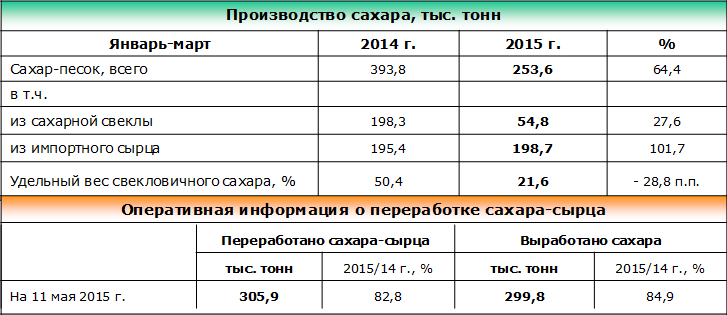 Производство сахара, тыс. тонн
Январь-март 2014 г. 2015 г. %
Сахар-песок, всего 393,8 253,6 64,4
в т.ч.
из сахарной свеклы 198,3 54,8 27,6
из импортного сырца 195,4 198,7 101,7
Удельный вес свекловичного сахара, % 50,4 21,6 - 28,8 п.п.
Оперативная информация о переработке сахара-сырца
Переработано сахара-сырца Выработано сахара
тыс. тонн 2015/14 г., % тыс. тонн 2015/14 г., %
На 11 мая 2015 г. 305,9 82,8 299,8 84,9